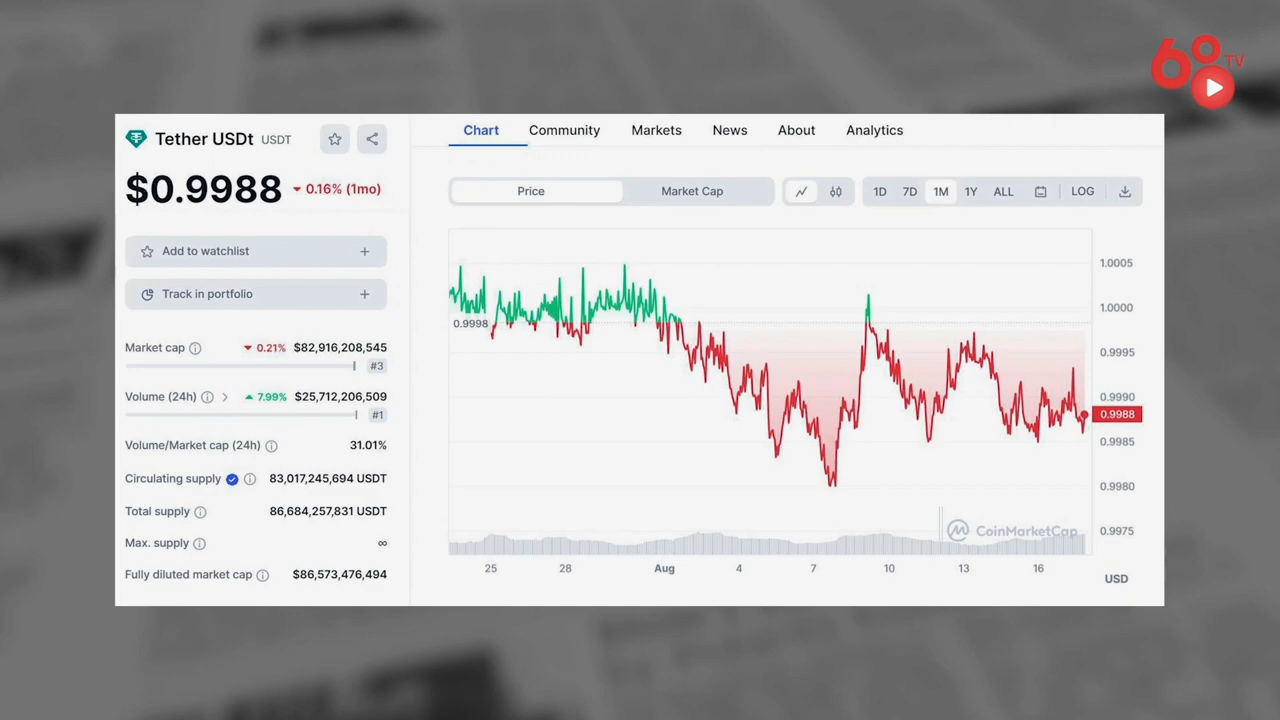 60 TV
Tether USDt USDT
$0.9988 0.16% (1mo)
Add to watchlist +
Track in portfolio +
Market cap 0.21% $82,916,208,545
#3
Volume (24h) 7.99% $25,712,206,509
#1
Volume/Market cap (24h) 31.01%
Circulating supply 83,017,245,694 USDT
Total supply 86,684,257,831 USDT
Max. supply ∞
Fully diluted market cap $86,573,476,494
Chart Community Markets News About Analytics
Price Market Cap 1D 7D 1M 1Y ALL LOG
1.0005
1.0000
0.9998
0.9995
0.9990
0.9988
0.9985
0.9980
0.9975
CoinMarketCap
25 28 Aug 4 7 10 13 16
USD